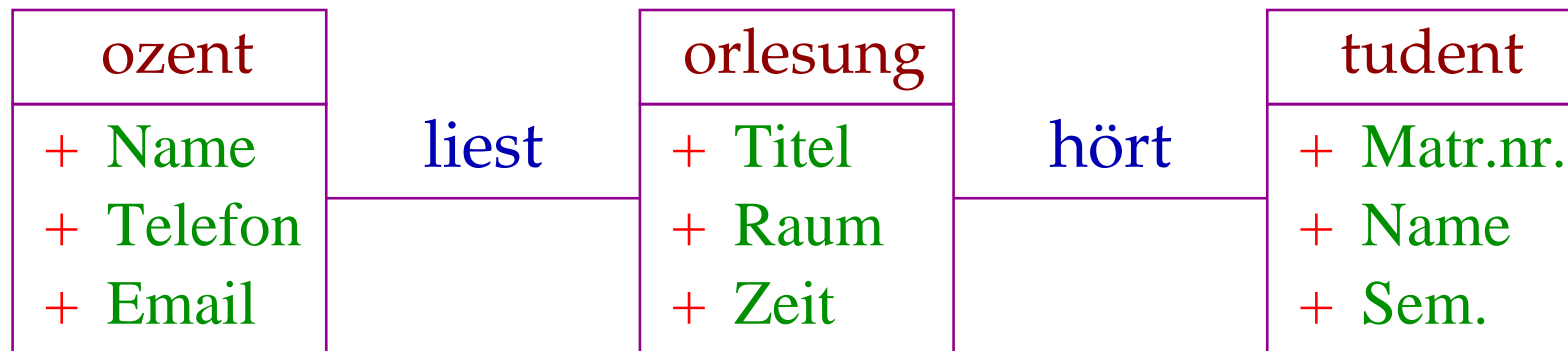 ozent
+ Name
+ Telefon
+ Email
liest
orlesung
+ Titel
+ Raum
+ Zeit
hört
tudent
+ Matr.nr.
+ Name
+ Sem.